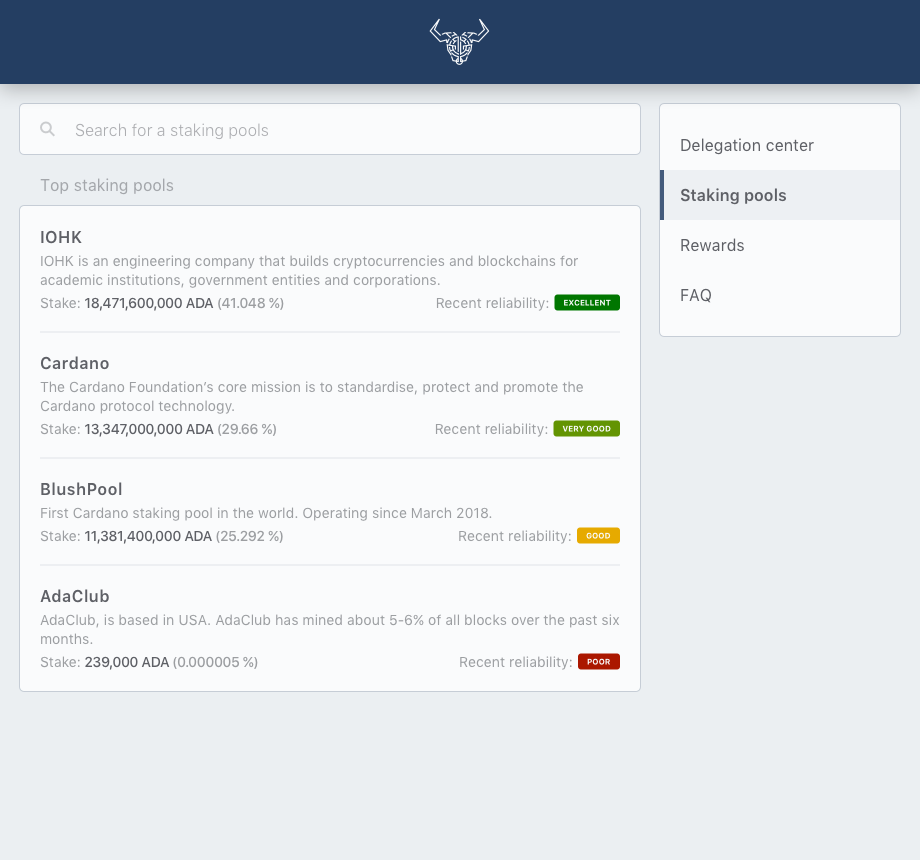 Search for a staking pools
Top staking pools
IOHK
IOHK is an engineering company that builds cryptocurrencies and blockchains for
academic institutions, government entities and corporations.
Stake: 18,471,600,000 ADA (41.048 %) Recent reliability: EXCELLENT
Cardano
The Cardano Foundation's core mission is to standardise, protect and promote the
Cardano protocol technology.
Stake: 13,347,000,000 ADA (29.66 %) Recent reliability: VERY GOOD
BlushPool
First Cardano staking pool in the world. Operating since March 2018.
Stake: 11,381,400,000 ADA (25.292 %) Recent reliability: GOOD
AdaClub
AdaClub, is based in USA. AdaClub has mined about 5-6% of all blocks over the past six
months.
Stake: 239,000 ADA (0.000005 %) Recent reliability: POOR
Delegation center
Staking pools
Rewards
FAQ